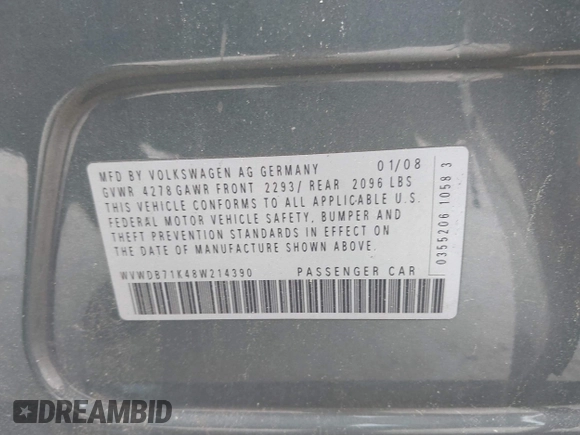 MFD BY VOLKSWAGEN AG GERMANY 01/08
GVWR 4278 GAWR FRONT 2293/ REAR 2096 LBS
THIS VEHICLE CONFORMS TO ALL APPLICABLE U.S.
FEDERAL MOTOR VEHICLE SAFETY, BUMPER AND
THEFT PREVENTION STANDARDS IN EFFECT ON
THE DATE OF MANUFACTURE SHOWN ABOVE.
WVWDB71K48W214390 PASSENGER CAR
0355206 1058 3
DREAMBID